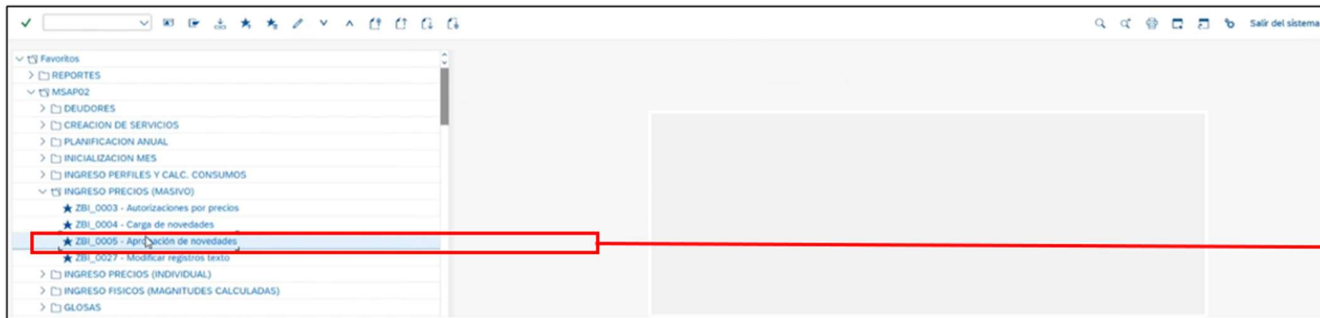 Salir del sistema
Favoritos
REPORTES
MSAP02
DEUDORES
CREACION DE SERVICIOS
PLANIFICACION ANUAL
INICIALIZACION MES
INGRESO PERFILES Y CALC. CONSUMOS
INGRESO PRECIOS (MASIVO)
ZBI_0003 - Autorizaciones por precios
ZBI_0004 - Carga de novedades
ZBI_0005 - Aprobación de novedades
ZBI_0027 - Modificar registros texto
INGRESO PRECIOS (INDIVIDUAL)
INGRESO FISICOS (MAGNITUDES CALCULADAS)
GLOSAS